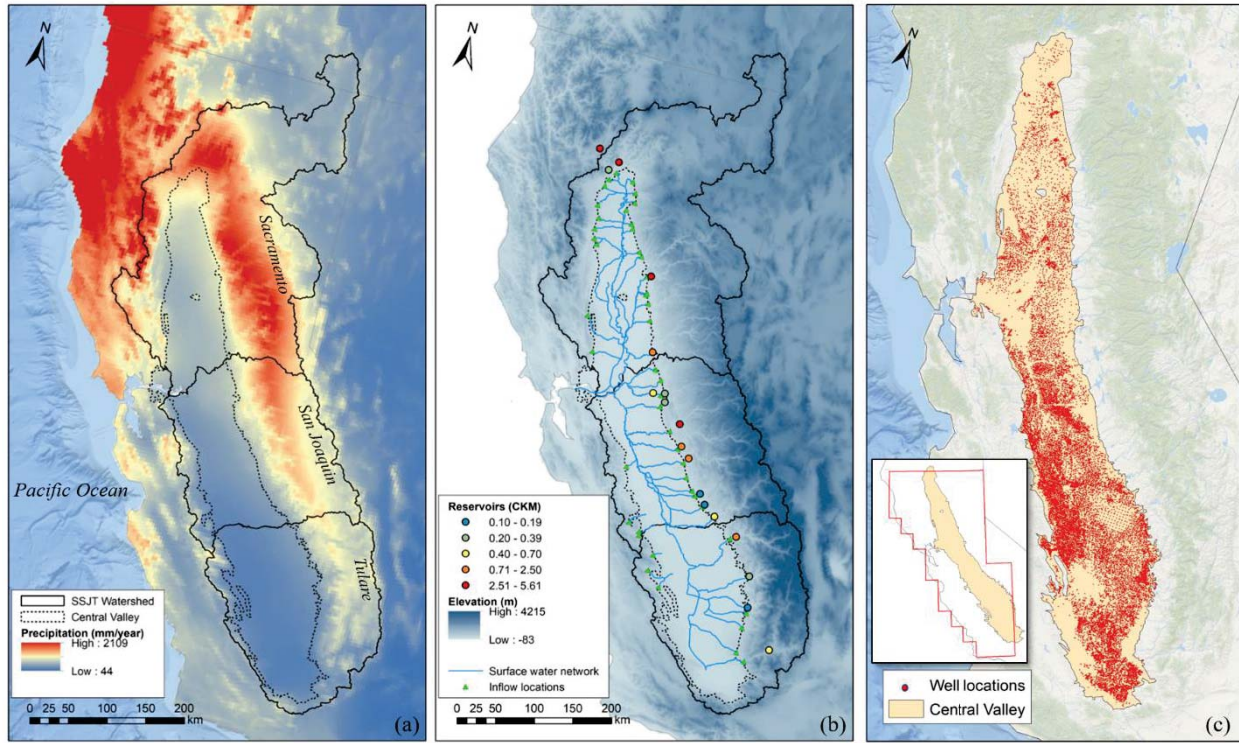 N
Sacramento
San Joaquin
Tulare
Pacific Ocean
SSJT Watershed
Central Valley
Precipitation (mm/year)
High : 2109
Low : 44
0 25 50 100 150 200
km
(a)
N
Reservoirs (CKM)
0.10 - 0.19
0.20 - 0.39
0.40 - 0.70
0.71 - 2.50
2.51 - 5.61
Elevation (m)
High : 4215
Low : -83
Surface water network
Inflow locations
0 25 50 100 150 200
km
(b)
N
Well locations
Central Valley
(c)